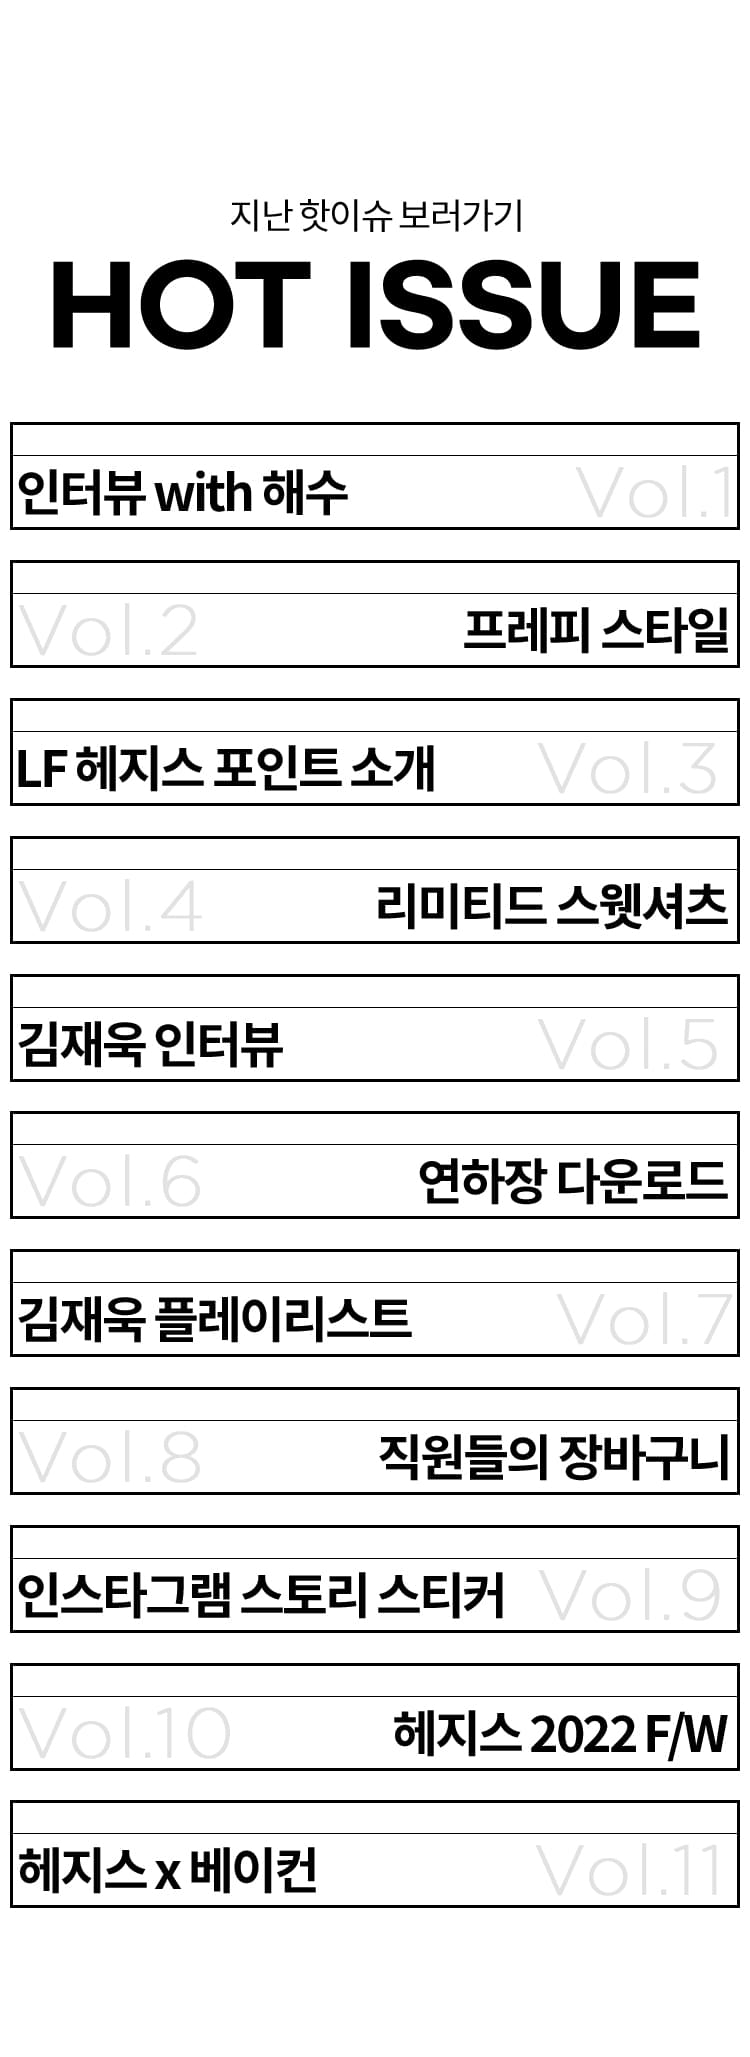 지난 핫이슈 보러가기
HOT ISSUE
인터뷰 with 해수 Vol.1
Vol.2 프레피 스타일
LF 헤지스 포인트 소개 Vol.3
Vol.4 리미티드 스웻셔츠
김재욱 인터뷰 Vol.5
Vol.6 연하장 다운로드
김재욱 플레이리스트 Vol.7
Vol.8 직원들의 장바구니
인스타그램 스토리 스티커 Vol.9
Vol.10 헤지스 2022 F/W
헤지스 x 베이컨 Vol.11